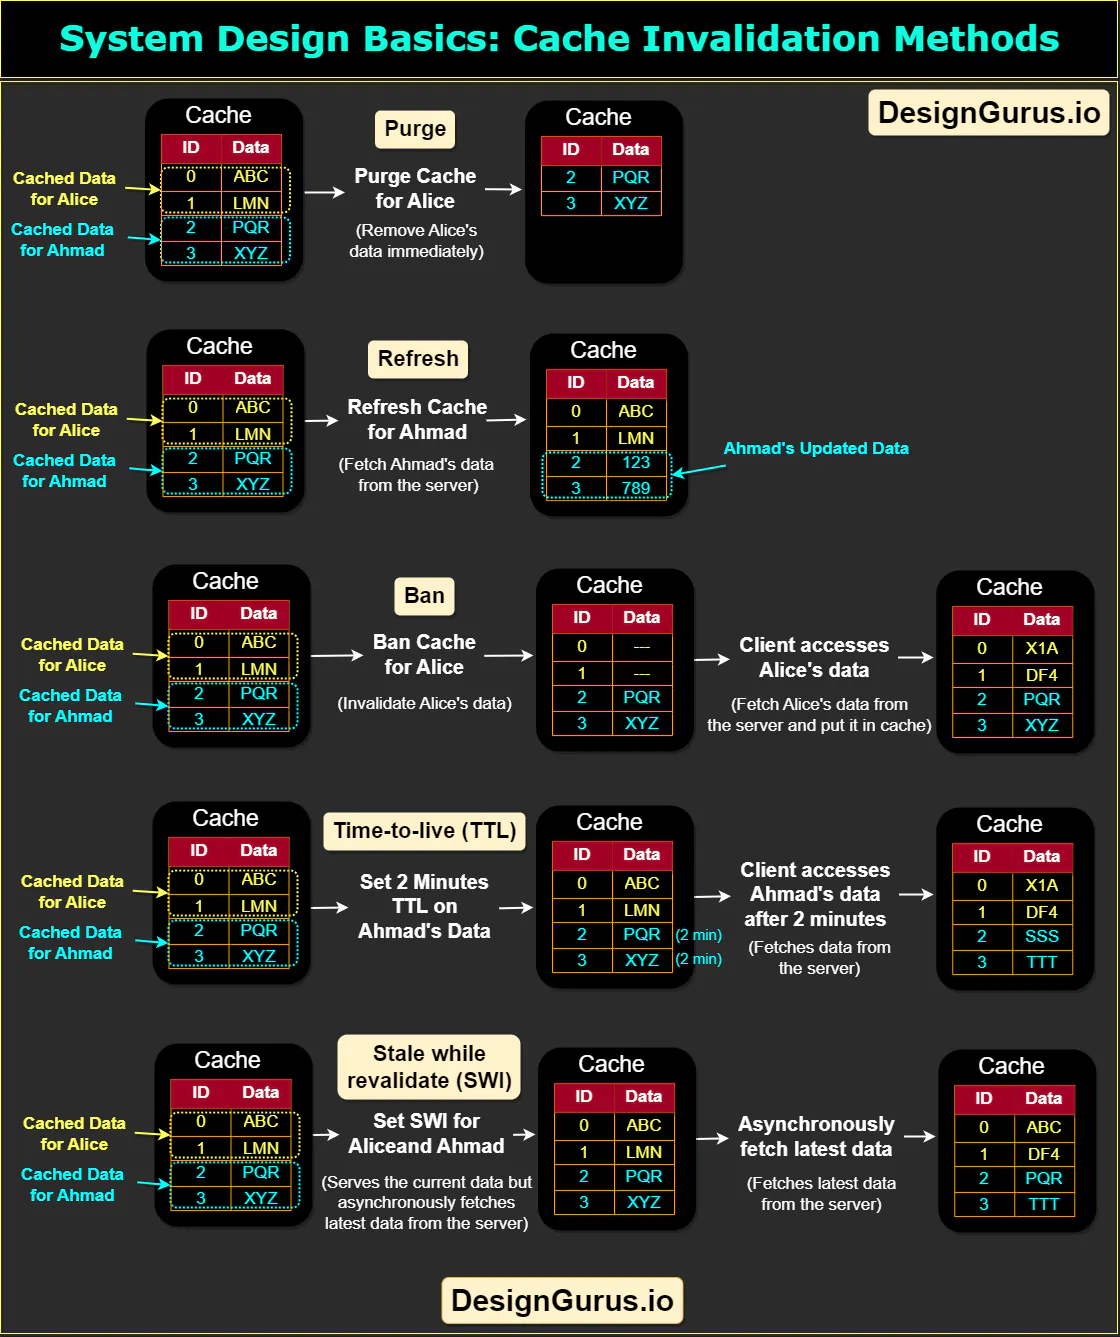 System Design Basics: Cache Invalidation Methods
DesignGurus.io
Cache
ID Data
0 ABC
1 LMN
2 PQR
3 XYZ
Cached Data
for Alice
Cached Data
for Ahmad
Purge
Purge Cache
for Alice
(Remove Alice's
data immediately)
Cache
ID Data
2 PQR
3 XYZ
Cache
ID Data
0 ABC
1 LMN
2 PQR
3 XYZ
Cached Data
for Alice
Cached Data
for Ahmad
Refresh
Refresh Cache
for Ahmad
(Fetch Ahmad's data
from the server)
Cache
ID Data
0 ABC
1 LMN
2 123
3 789
Ahmad's Updated Data
Cache
ID Data
0 ABC
1 LMN
2 PQR
3 XYZ
Cached Data
for Alice
Cached Data
for Ahmad
Ban
Ban Cache
for Alice
(Invalidate Alice's data)
Cache
ID Data
0 ---
1 ---
2 PQR
3 XYZ
Client accesses
Alice's data
(Fetch Alice's data from
the server and put it in cache)
Cache
ID Data
0 X1A
1 DF4
2 PQR
3 XYZ
Cache
ID Data
0 ABC
1 LMN
2 PQR
3 XYZ
Cached Data
for Alice
Cached Data
for Ahmad
Time-to-live (TTL)
Set 2 Minutes
TTL on
Ahmad's Data
Cache
ID Data
0 ABC
1 LMN
2 PQR (2 min)
3 XYZ (2 min)
Client accesses
Ahmad's data
after 2 minutes
(Fetches data from
the server)
Cache
ID Data
0 X1A
1 DF4
2 SSS
3 TTT
Cache
ID Data
0 ABC
1 LMN
2 PQR
3 XYZ
Cached Data
for Alice
Cached Data
for Ahmad
Stale while
revalidate (SWI)
Set SWI for
Aliceand Ahmad
(Serves the current data but
asynchronously fetches
latest data from the server)
Cache
ID Data
0 ABC
1 LMN
2 PQR
3 XYZ
Asynchronously
fetch latest data
(Fetches latest data
from the server)
Cache
ID Data
0 ABC
1 DF4
2 PQR
3 TTT
DesignGurus.io